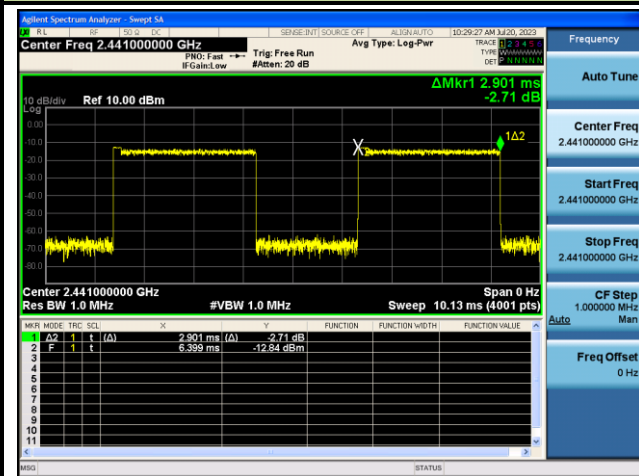 Agilent Spectrum Analyzer - Swept SA
RL RF 50 Ω DC SENSE:INT SOURCE OFF ALIGN AUTO 10:29:27 AM Jul 20, 2023
Center Freq 2.441000000 GHz
Avg Type: Log-Pwr
TRACE 1 2 3 4 5 6
TYPE
DET P N N N N N
PNO: Fast
IFGain:Low
Trig: Free Run
#Atten: 20 dB
ΔMkr1 2.901 ms
-2.71 dB
10 dB/div
Log
Ref 10.00 dBm
0.00
-10.0
-20.0
-30.0
-40.0
-50.0
-60.0
-70.0
-80.0
1Δ2
Center 2.441000000 GHz Span 0 Hz
Res BW 1.0 MHz #VBW 1.0 MHz Sweep 10.13 ms (4001 pts)
MKR MODE TRC SCL X Y FUNCTION FUNCTION WIDTH FUNCTION VALUE
1 Δ2 1 t (Δ) 2.901 ms (Δ) -2.71 dB
2 F 1 t 6.399 ms -12.84 dBm
3
4
5
6
7
8
9
10
11
MSG STATUS
Frequency
Auto Tune
Center Freq
2.441000000 GHz
Start Freq
2.441000000 GHz
Stop Freq
2.441000000 GHz
CF Step
1.000000 MHz
Auto Man
Freq Offset
0 Hz